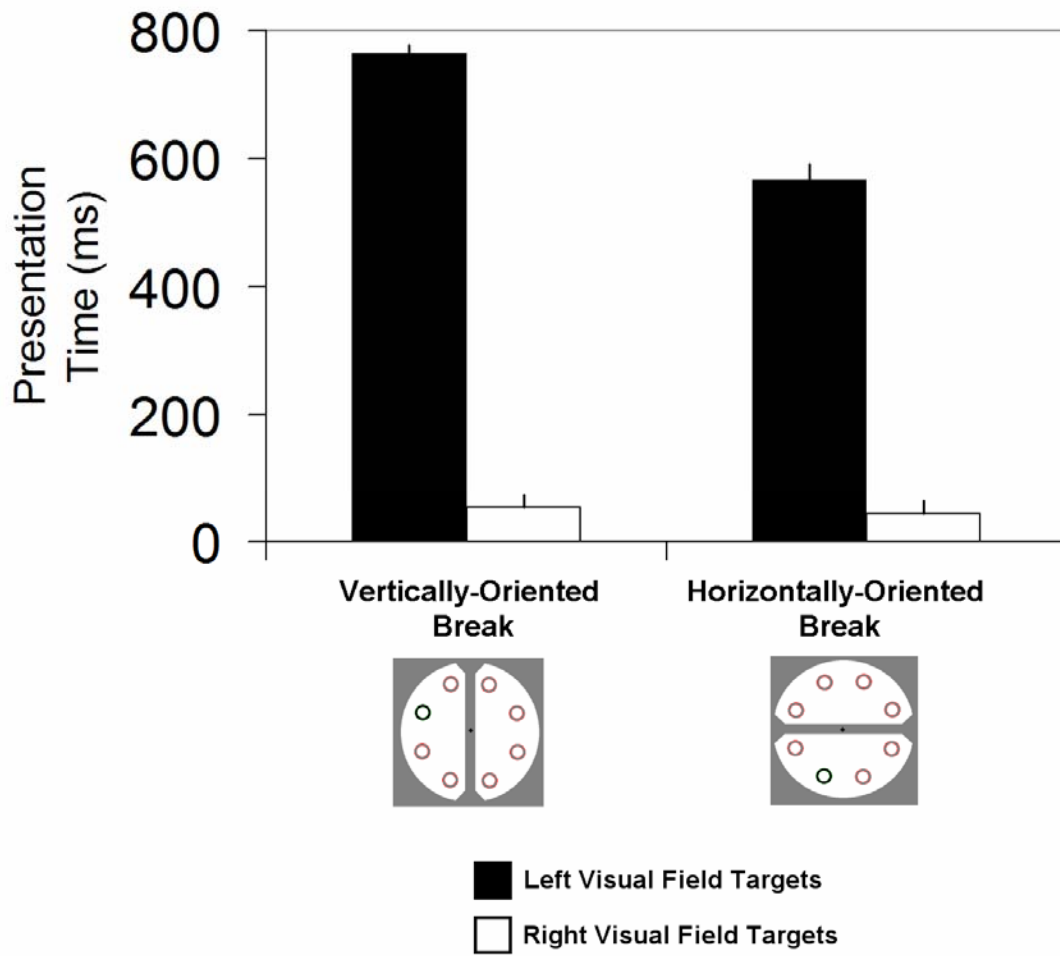 800
600
400
200
0
Presentation
Time (ms)
Vertically-Oriented
Break
Horizontally-Oriented
Break
Left Visual Field Targets
Right Visual Field Targets